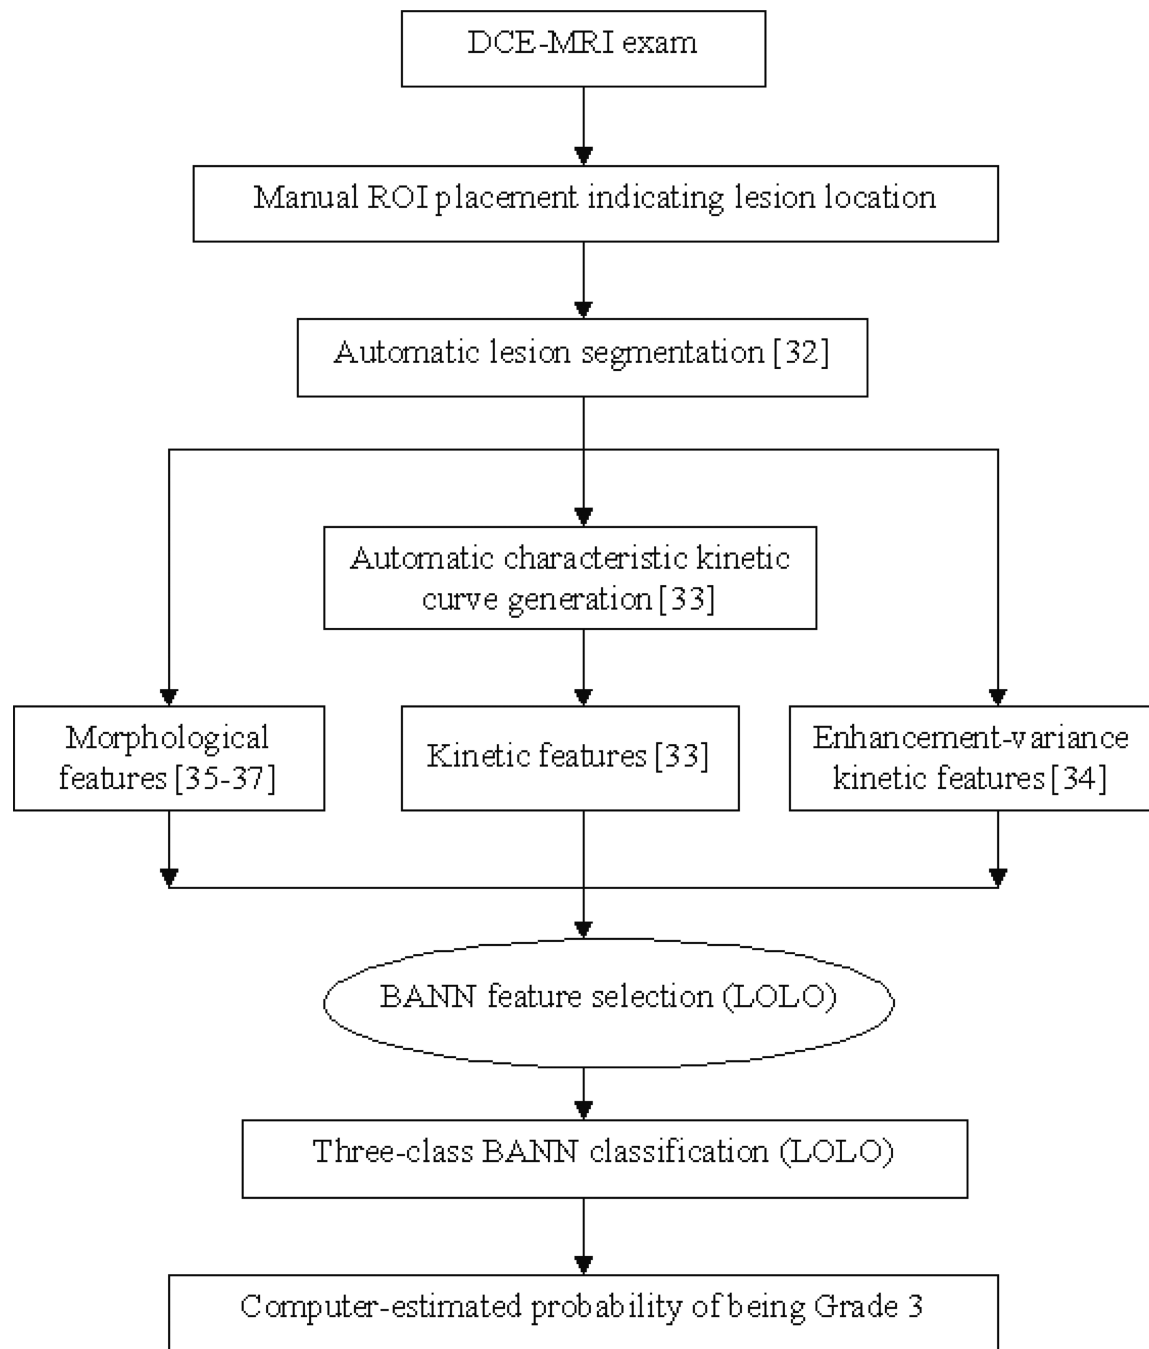 DCE-MRI exam
Manual ROI placement indicating lesion location
Automatic lesion segmentation [32]
Automatic characteristic kinetic
curve generation [33]
Morphological
features [35-37]
Kinetic features [33]
Enhancement-variance
kinetic features [34]
BANN feature selection (LOLO)
Three-class BANN classification (LOLO)
Computer-estimated probability of being Grade 3